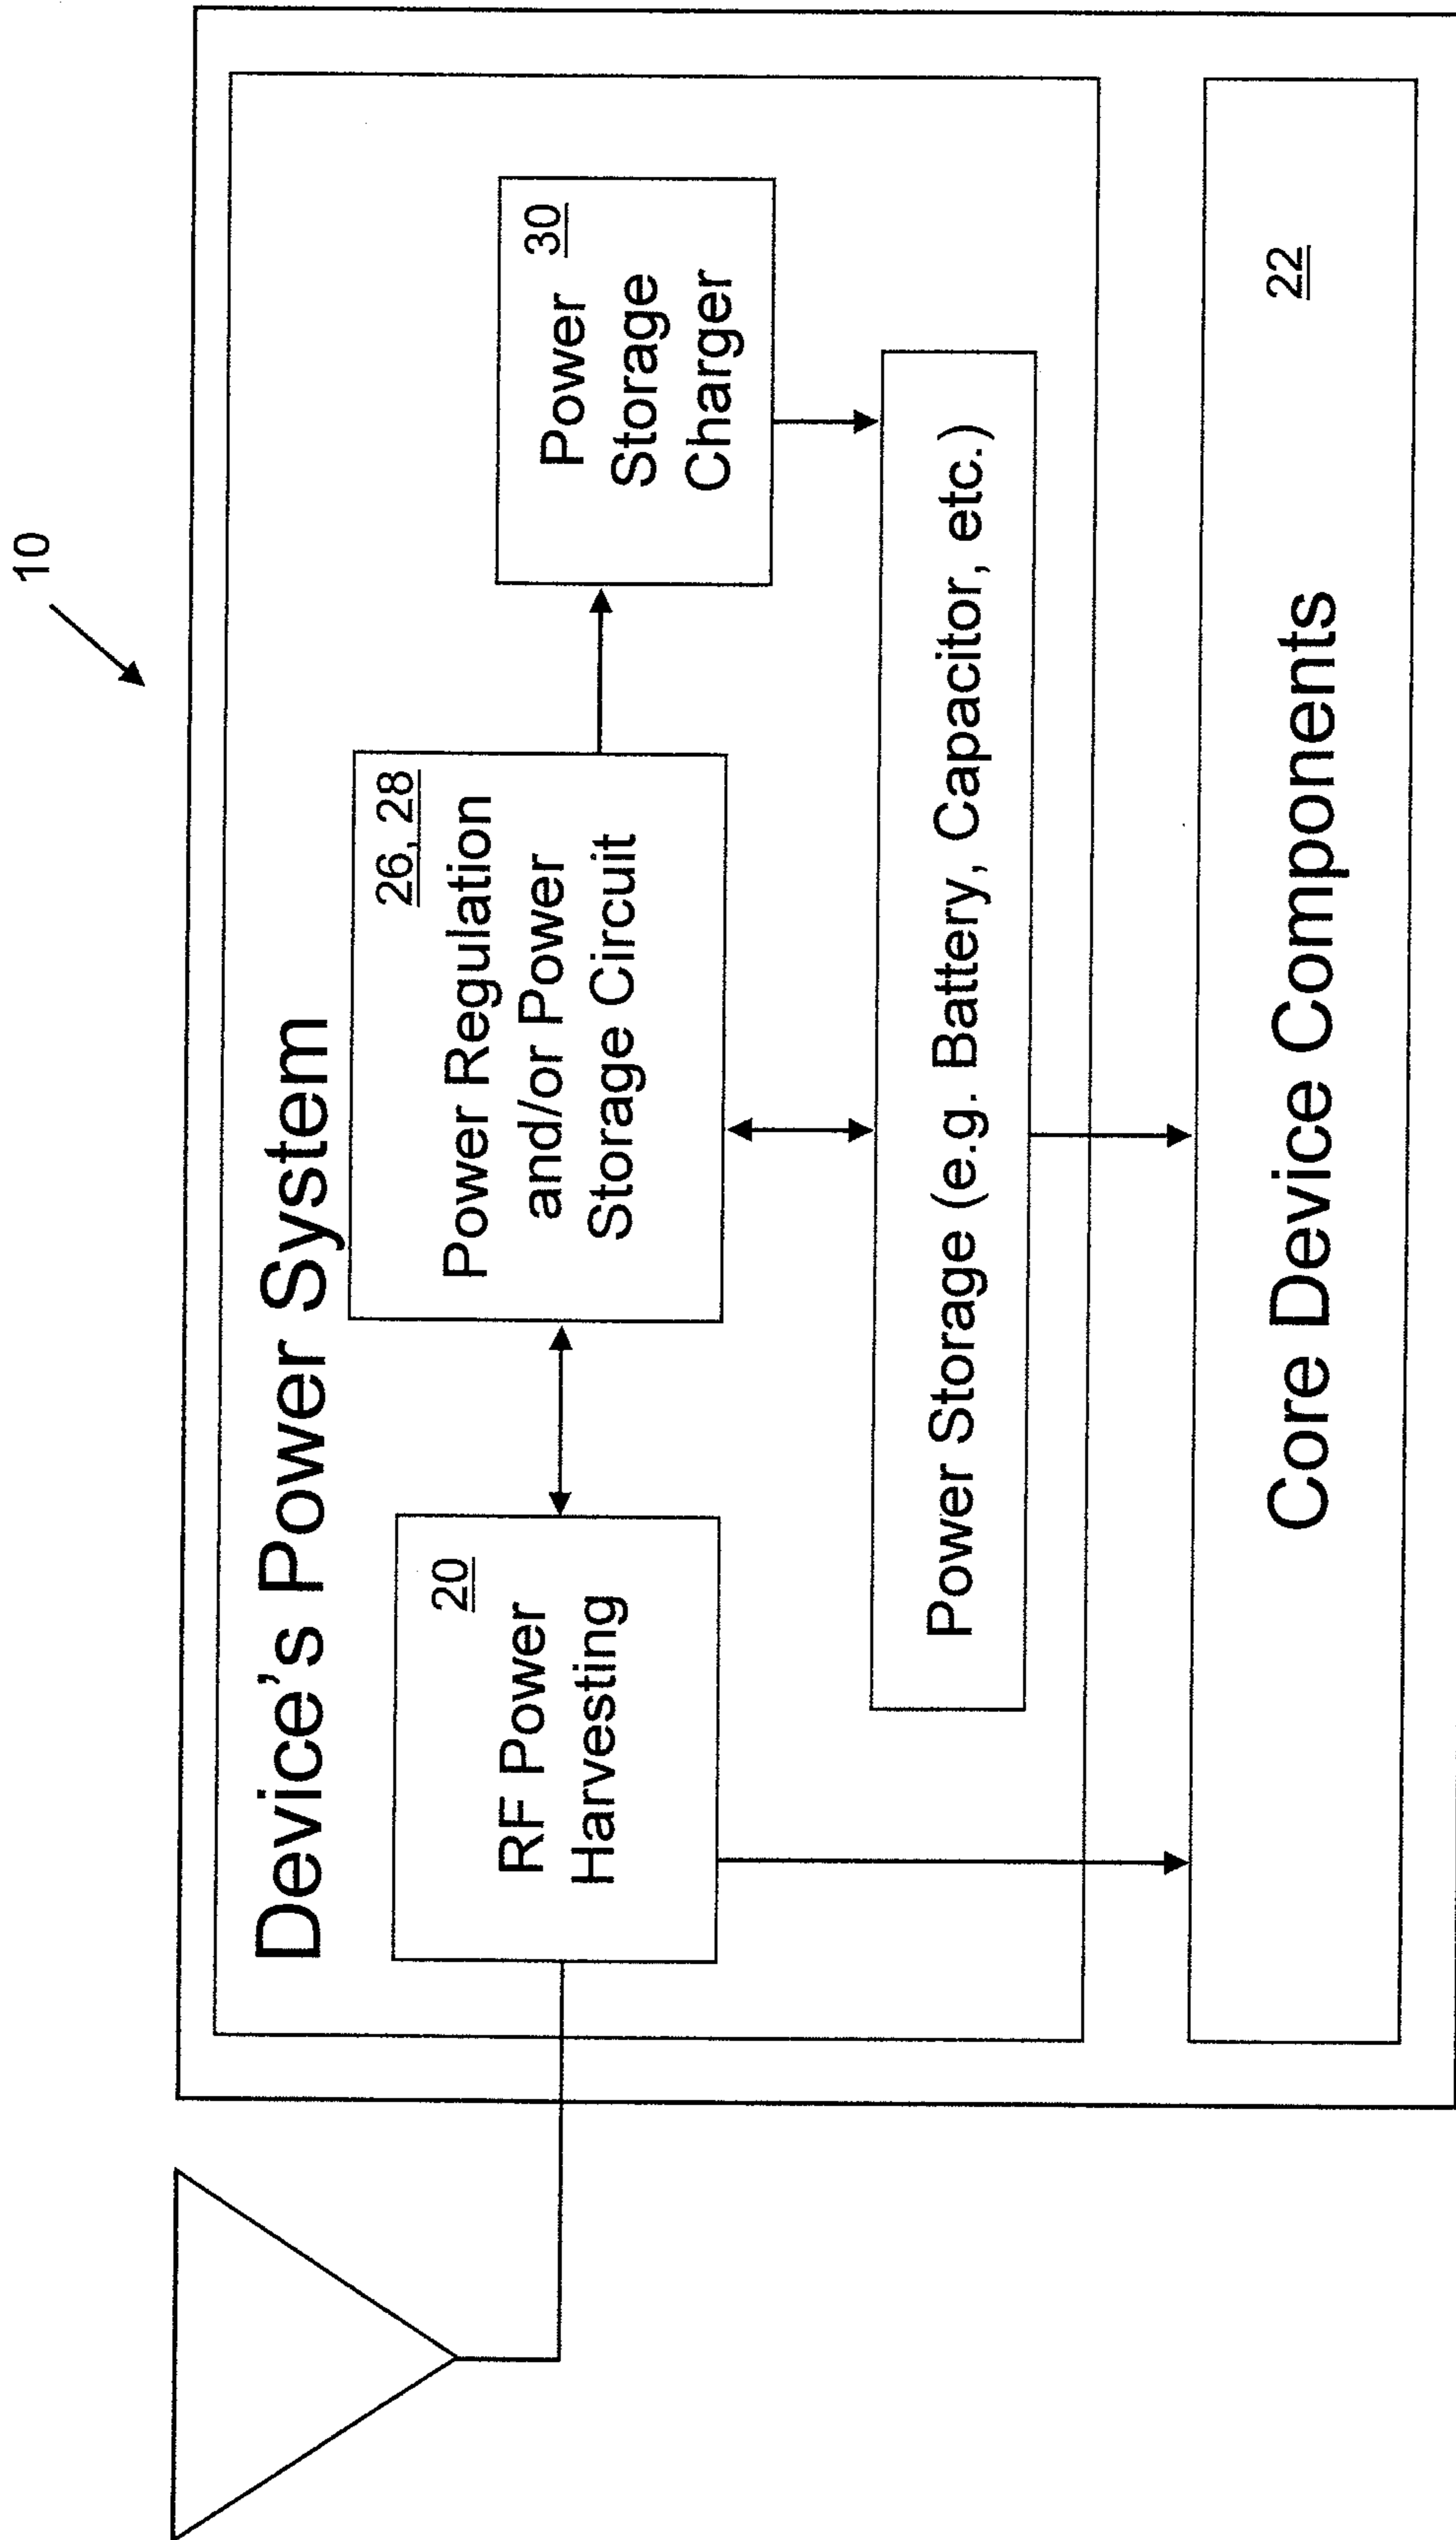 10
Device's Power System
20
RF Power
Harvesting
26, 28
Power Regulation
and/or Power
Storage Circuit
30
Power
Storage
Charger
Power Storage (e.g. Battery, Capacitor, etc.)
22
Core Device Components